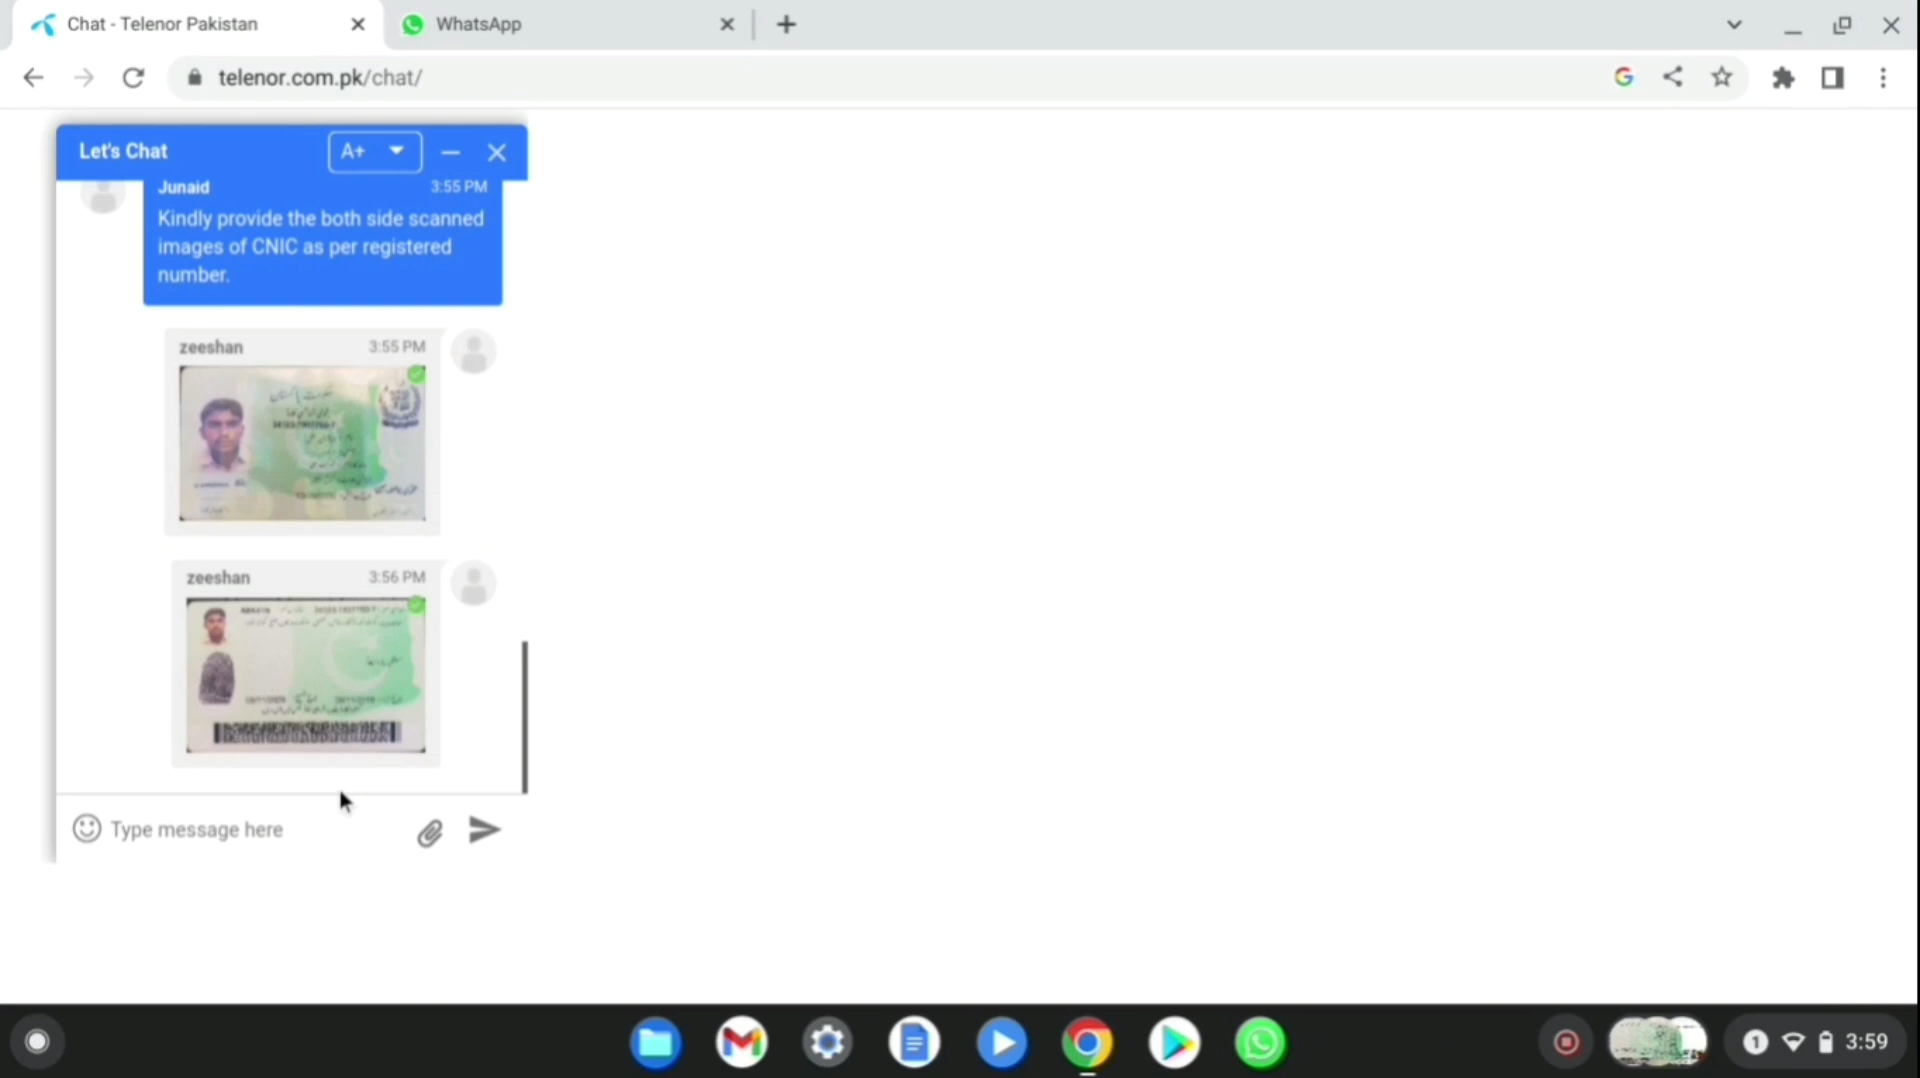 Chat - Telenor Pakistan
WhatsApp
telenor.com.pk/chat/
Let's Chat
A+
Junaid
3:55 PM
Kindly provide the both side scanned
images of CNIC as per registered
number.
zeeshan
3:55 PM
zeeshan
3:56 PM
Type message here
1
3:59